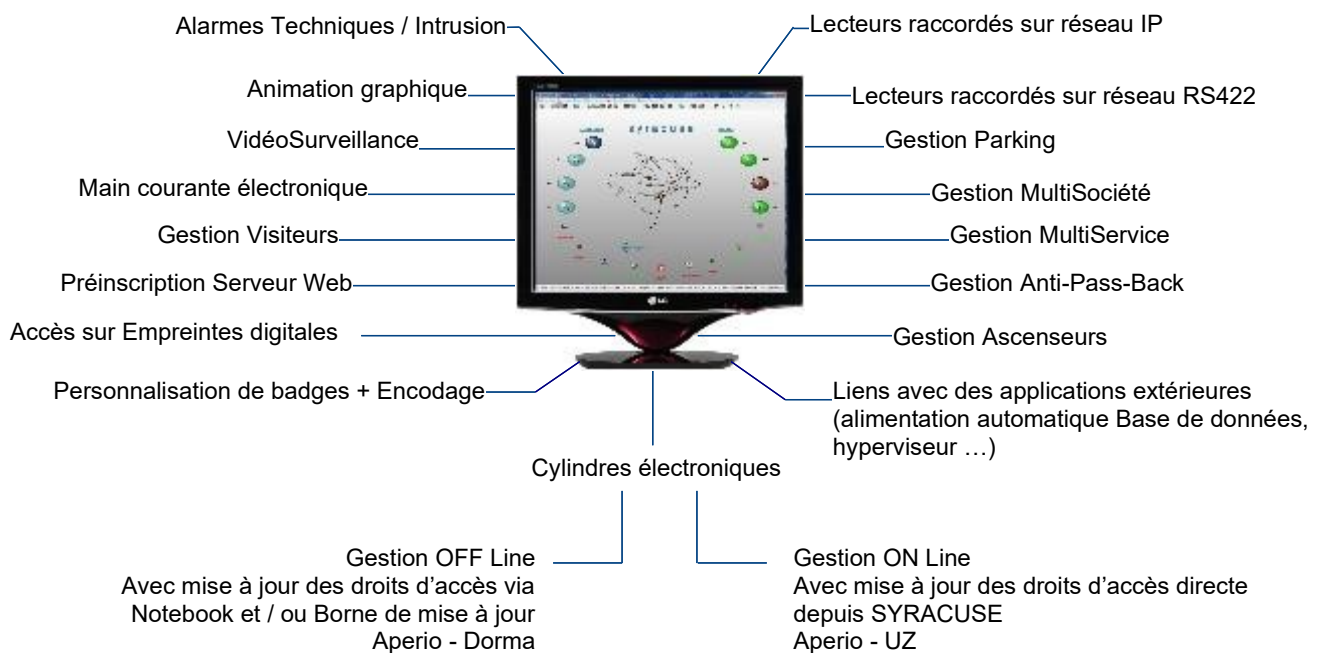 Alarmes Techniques / Intrusion
Lecteurs raccordés sur réseau IP
Animation graphique
Lecteurs raccordés sur réseau RS422
VidéoSurveillance
Gestion Parking
Main courante électronique
Gestion MultiSociété
Gestion Visiteurs
Gestion MultiService
Préinscription Serveur Web
Gestion Anti-Pass-Back
Accès sur Empreintes digitales
Gestion Ascenseurs
Personnalisation de badges + Encodage
Liens avec des applications extérieures
(alimentation automatique Base de données,
hyperviseur …)
SYRACUSE
LG
Cylindres électroniques
Gestion OFF Line
Avec mise à jour des droits d’accès via
Notebook et / ou Borne de mise à jour
Aperio - Dorma
Gestion ON Line
Avec mise à jour des droits d’accès directe
depuis SYRACUSE
Aperio - UZ